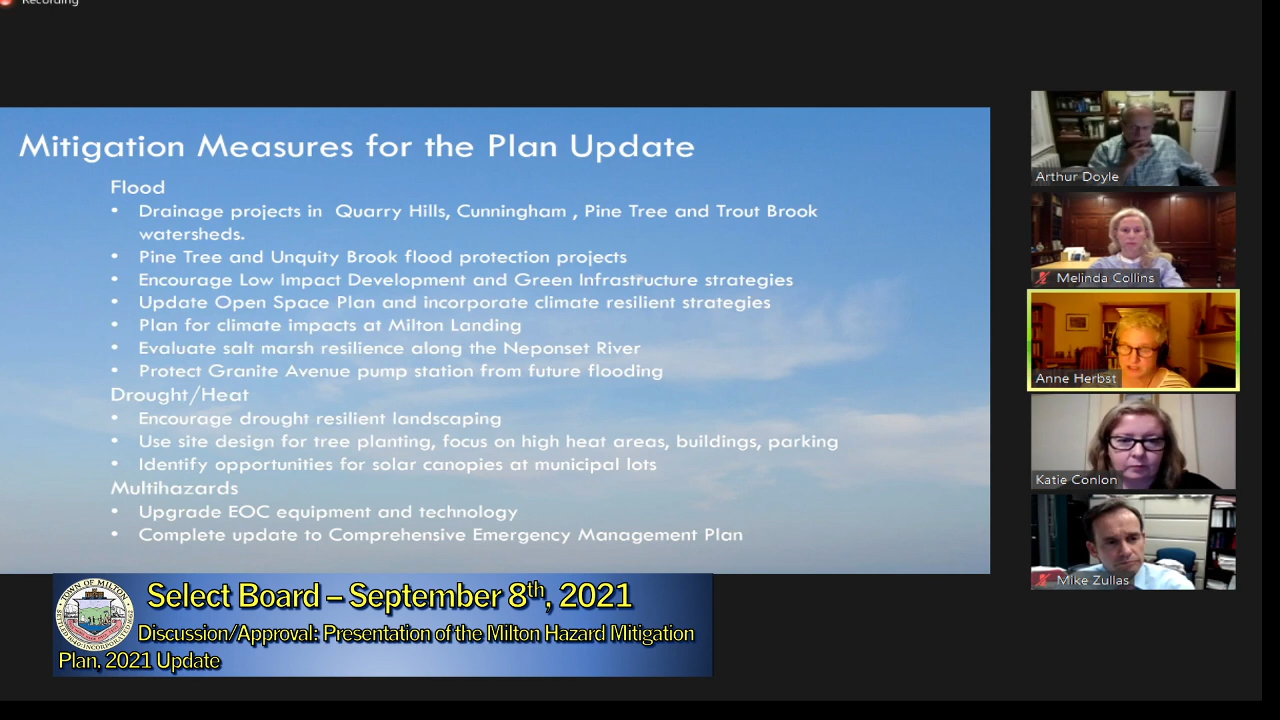 Recording
Mitigation Measures for the Plan Update
Flood
• Drainage projects in Quarry Hills, Cunningham , Pine Tree and Trout Brook
watersheds.
• Pine Tree and Unquity Brook flood protection projects
• Encourage Low Impact Development and Green Infrastructure strategies
• Update Open Space Plan and incorporate climate resilient strategies
• Plan for climate impacts at Milton Landing
• Evaluate salt marsh resilience along the Neponset River
• Protect Granite Avenue pump station from future flooding
Drought/Heat
• Encourage drought resilient landscaping
• Use site design for tree planting, focus on high heat areas, buildings, parking
• Identify opportunities for solar canopies at municipal lots
Multihazards
• Upgrade EOC equipment and technology
• Complete update to Comprehensive Emergency Management Plan
Arthur Doyle
Melinda Collins
Anne Herbst
Katie Conlon
Mike Zullas
TOWN OF MILTON
Select Board – September 8th, 2021
Discussion/Approval: Presentation of the Milton Hazard Mitigation
Plan. 2021 Update